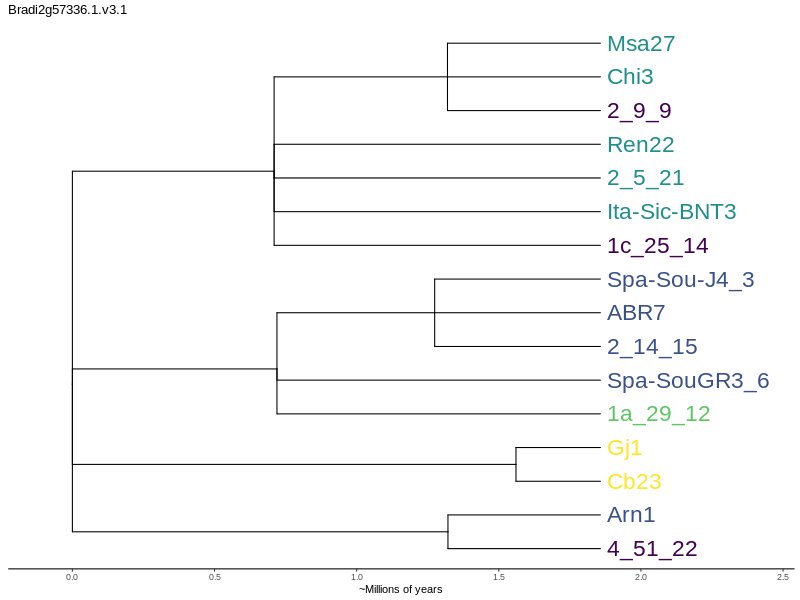 Bradi2g57336.1.v3.1
Msa27
Chi3
2_9_9
Ren22
2_5_21
Ita-Sic-BNT3
1c_25_14
Spa-Sou-J4_3
ABR7
2_14_15
Spa-SouGR3_6
1a_29_12
Gj1
Cb23
Arn1
4_51_22
0.0 0.5 1.0 1.5 2.0 2.5
~Millions of years